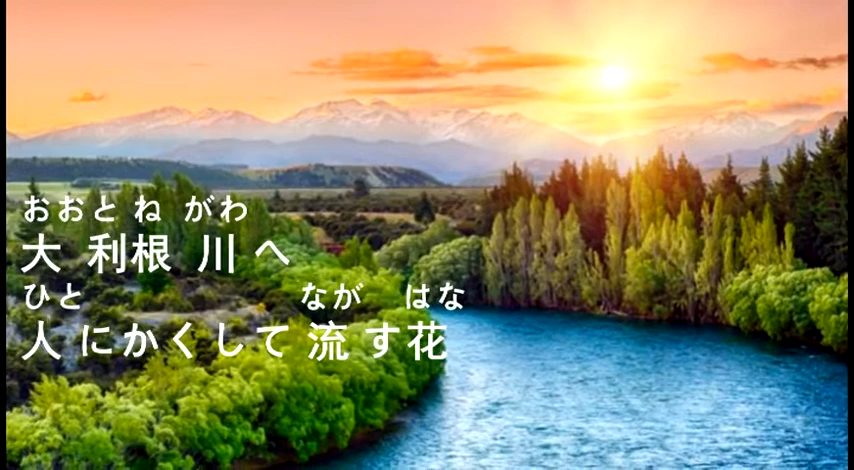 おおとねがわ
大利根川へ
ひと ながはな
人にかくして流す花